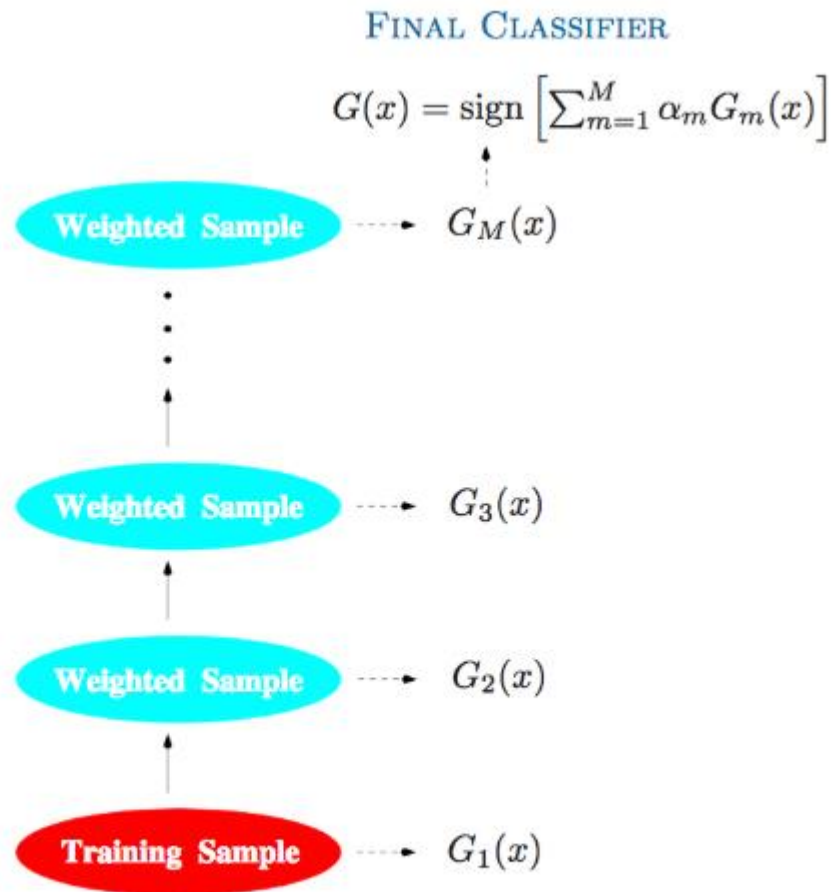 FINAL CLASSIFIER
G(x) = sign [∑_{m=1}^{M} α_m G_m(x)]
Weighted Sample G_M(x)
Weighted Sample G_3(x)
Weighted Sample G_2(x)
Training Sample G_1(x)